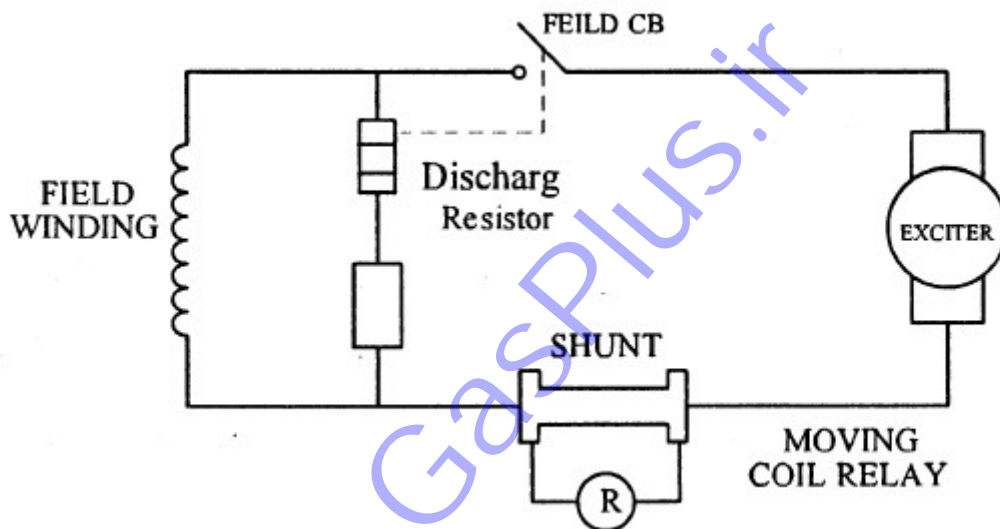 FEILD CB
FIELD
WINDING
Discharg
Resistor
EXCITER
SHUNT
MOVING
COIL RELAY
R
GasPlus.ir